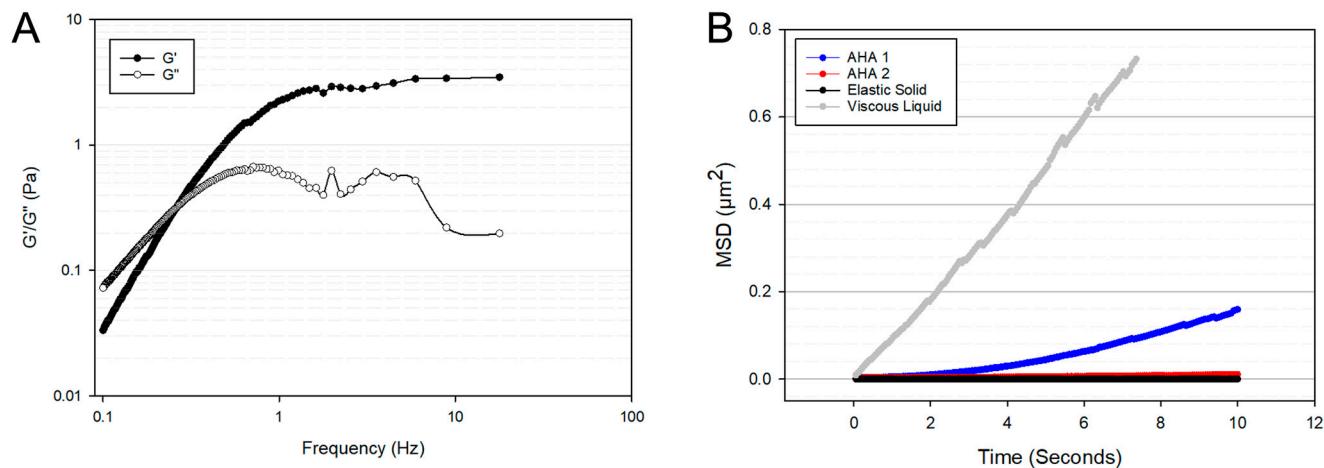 A
10
1
0.1
0.01
G'/G" (Pa)
G'
G"
0.1
1
10
100
Frequency (Hz)
B
0.8
0.6
0.4
0.2
0.0
MSD (µm²)
AHA 1
AHA 2
Elastic Solid
Viscous Liquid
0
2
4
6
8
10
12
Time (Seconds)